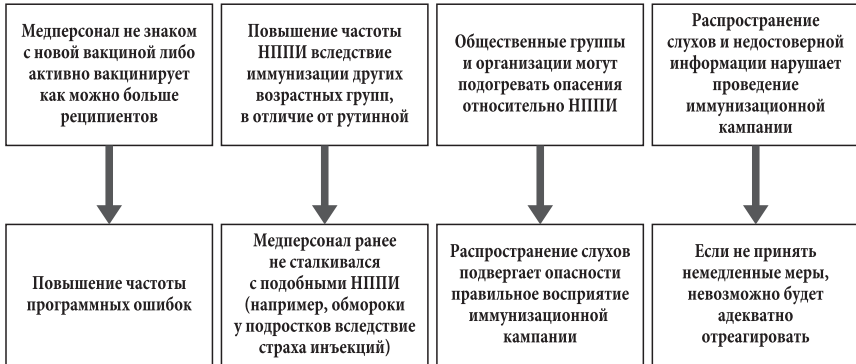 Медперсонал не знаком
с новой вакциной либо
активно вакцинирует
как можно больше
реципиентов
Повышение частоты
НППИ вследствие
иммунизации других
возрастных групп,
в отличие от рутинной
Общественные группы
и организации могут
подогревать опасения
относительно НППИ
Распространение
слухов и недостоверной
информации нарушает
проведение
иммунизационной
кампании
Повышение частоты
программных ошибок
Медперсонал ранее
не сталкивался
с подобными НППИ
(например, обмороки
у подростков вследствие
страха инъекций)
Распространение слухов
подвергает опасности
правильное восприятие
иммунизационной
кампании
Если не принять
немедленные меры,
невозможно будет
адекватно
отреагировать